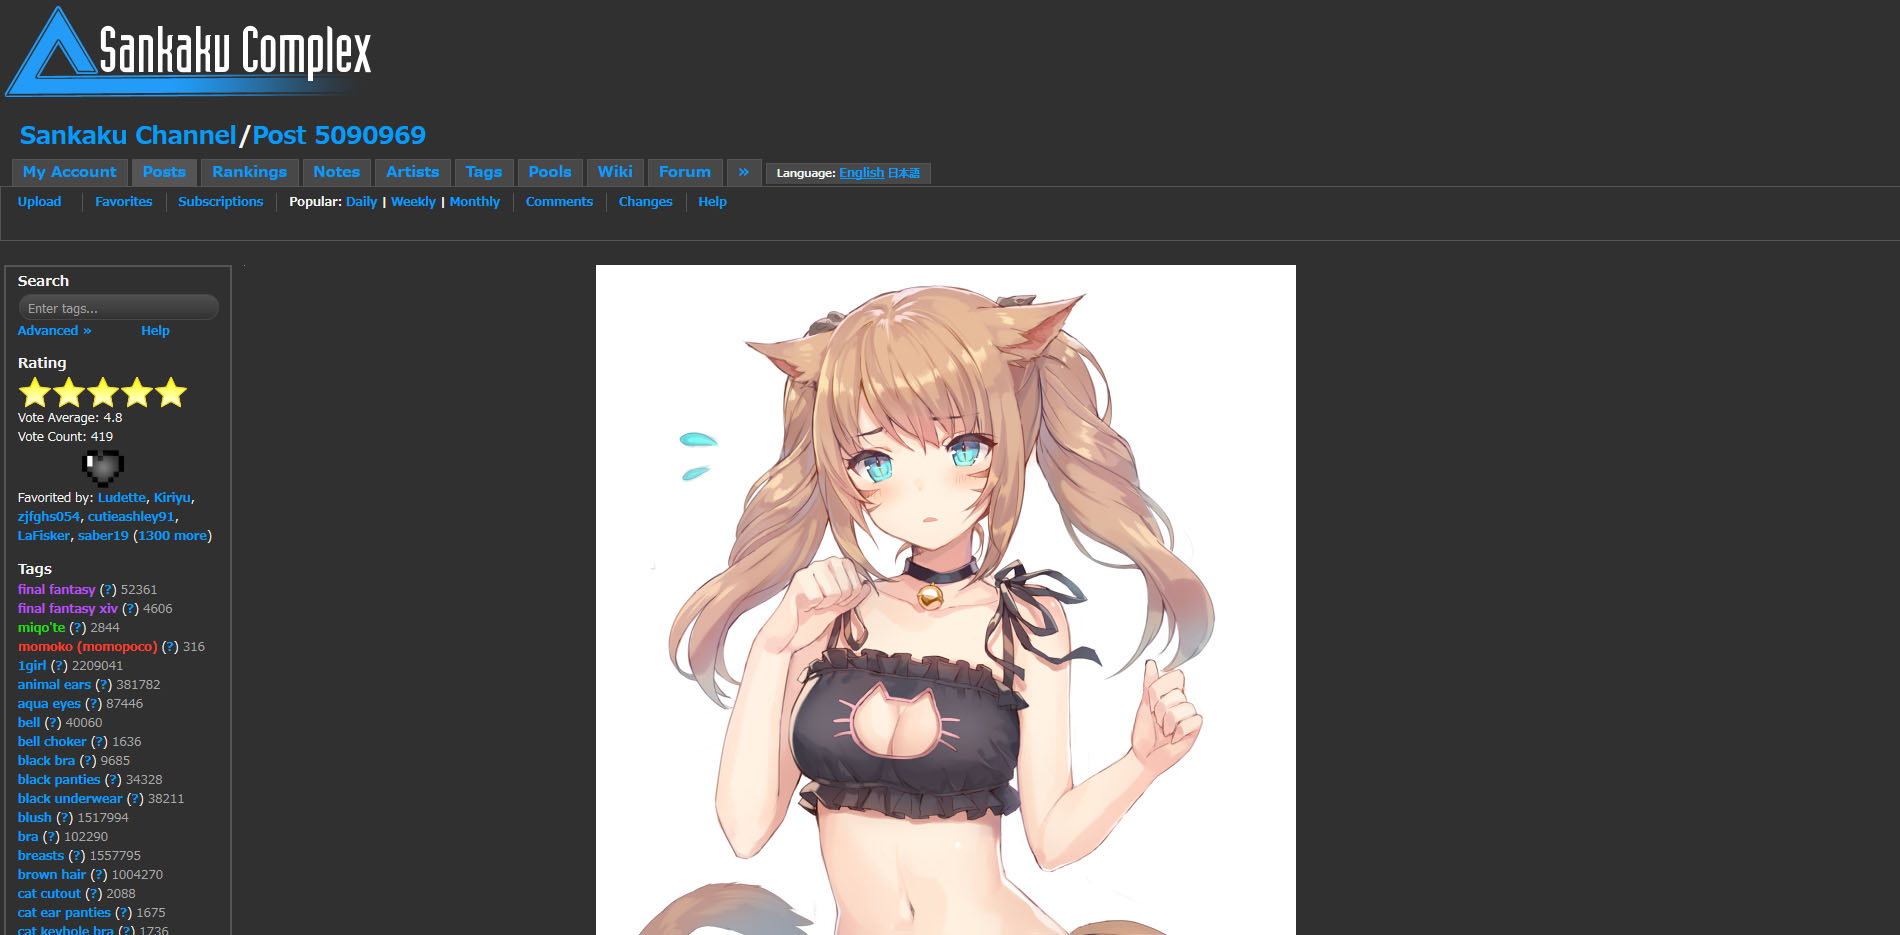 Sankaku Complex
Sankaku Channel/Post 5090969
My Account Posts Rankings Notes Artists Tags Pools Wiki Forum » Language: English 日本語
Upload Favorites Subscriptions Popular: Daily | Weekly | Monthly Comments Changes Help
Search
Enter tags...
Advanced » Help
Rating
Vote Average: 4.8
Vote Count: 419
Favorited by: Ludette, Kiriyu,
zjfghs054, cutieashley91,
LaFisker, saber19 (1300 more)
Tags
final fantasy (?) 52361
final fantasy xiv (?) 4606
miqo'te (?) 2844
momoko (momopoco) (?) 316
1girl (?) 2209041
animal ears (?) 381782
aqua eyes (?) 87446
bell (?) 40060
bell choker (?) 1636
black bra (?) 9685
black panties (?) 34328
black underwear (?) 38211
blush (?) 1517994
bra (?) 102290
breasts (?) 1557795
brown hair (?) 1004270
cat cutout (?) 2088
cat ear panties (?) 1675
cat keyhole bra (?) 1736